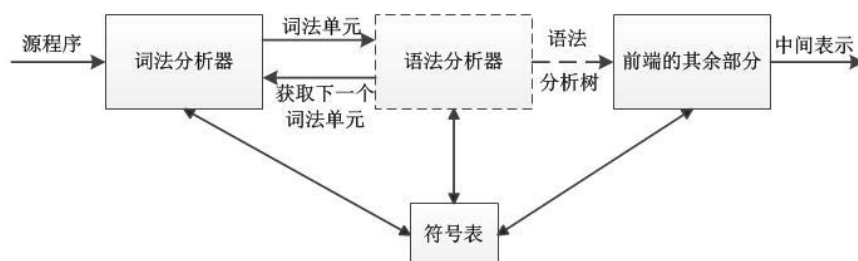 源程序
词法分析器
词法单元
获取下一个
词法单元
语法分析器
语法
分析树
前端的其余部分
中间表示
符号表